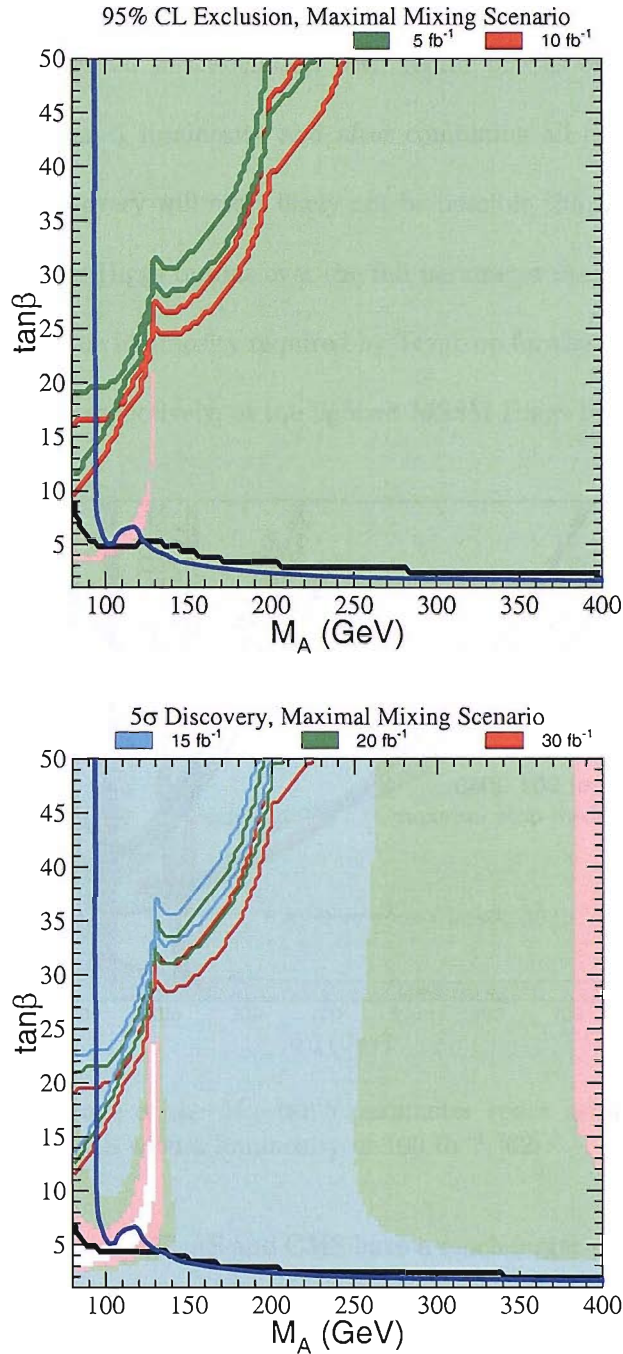 95% CL Exclusion, Maximal Mixing Scenario
5 fb⁻¹ 10 fb⁻¹
50
45
40
35
30
25
20
15
10
5
tanβ
100 150 200 250 300 350 400
M_A (GeV)
5σ Discovery, Maximal Mixing Scenario
15 fb⁻¹ 20 fb⁻¹ 30 fb⁻¹
50
45
40
35
30
25
20
15
10
5
tanβ
100 150 200 250 300 350 400
M_A (GeV)